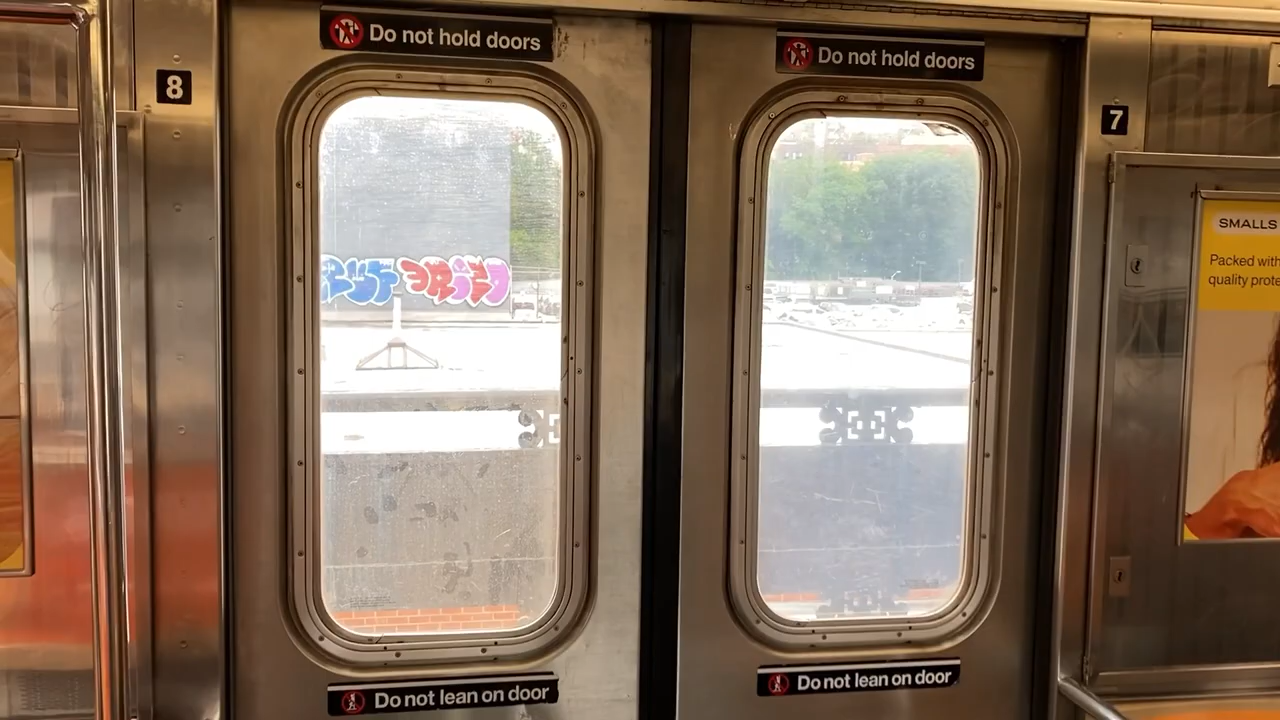 Do not hold doors
Do not hold doors
8
7
SMALLS
Packed with
quality prote
Do not lean on door
Do not lean on door